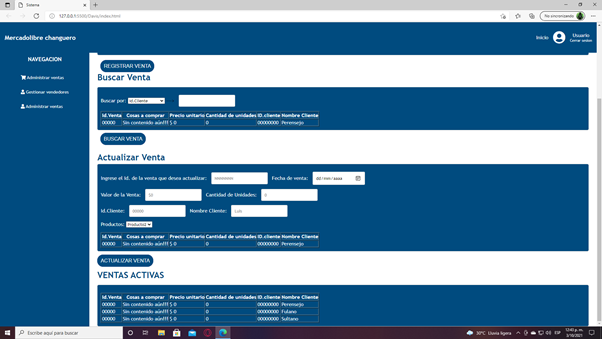 Sistema
127.0.0.1:5500/Davis/index.html
No sincronizando
Mercadolibre changuero
Inicio
Usuario
Cerrar sesion
NAVEGACION
Administrar ventas
Gestionar vendedores
Administrar ventas
REGISTRAR VENTA
Buscar Venta
Buscar por: Id.Cliente
Id.Venta Cosas a comprar Precio unitario Cantidad de unidades ID.cliente Nombre Cliente
00000 Sin contenido aún!!! $ 0 0 00000000 Perensejo
BUSCAR VENTA
Actualizar Venta
Ingrese el Id. de la venta que desea actualizar: Fecha de venta: dd/mm/aaaa
Valor de la Venta: $0 Cantidad de Unidades: 0
Id.Cliente: 00000 Nombre Cliente: Luis
Productos: Producto2
Id.Venta Cosas a comprar Precio unitario Cantidad de unidades ID.cliente Nombre Cliente
00000 Sin contenido aún!!! $ 0 0 00000000 Perensejo
ACTUALIZAR VENTA
VENTAS ACTIVAS
Id.Venta Cosas a comprar Precio unitario Cantidad de unidades ID.cliente Nombre Cliente
00000 Sin contenido aún!!! $ 0 0 00000000 Perensejo
00000 Sin contenido aún!!! $ 0 0 00000000 Fulano
00000 Sin contenido aún!!! $ 0 0 00000000 Sultano
Escribe aquí para buscar
30°C Lluvia ligera
ESP
12:40 p. m.
5/10/2021